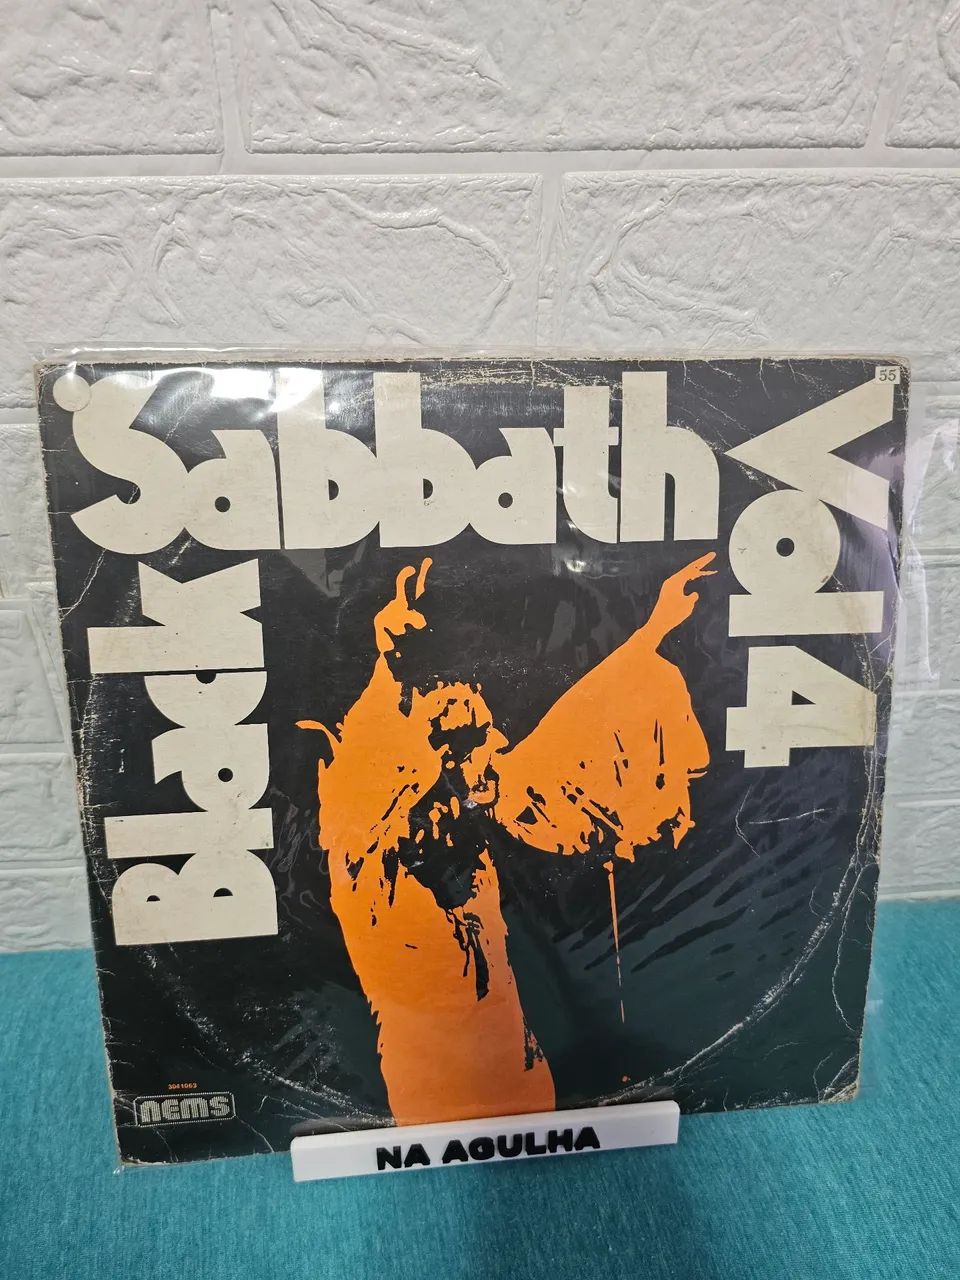 Black
Sabbath
Vol 4
55
3041063
nems
NA AGULHA